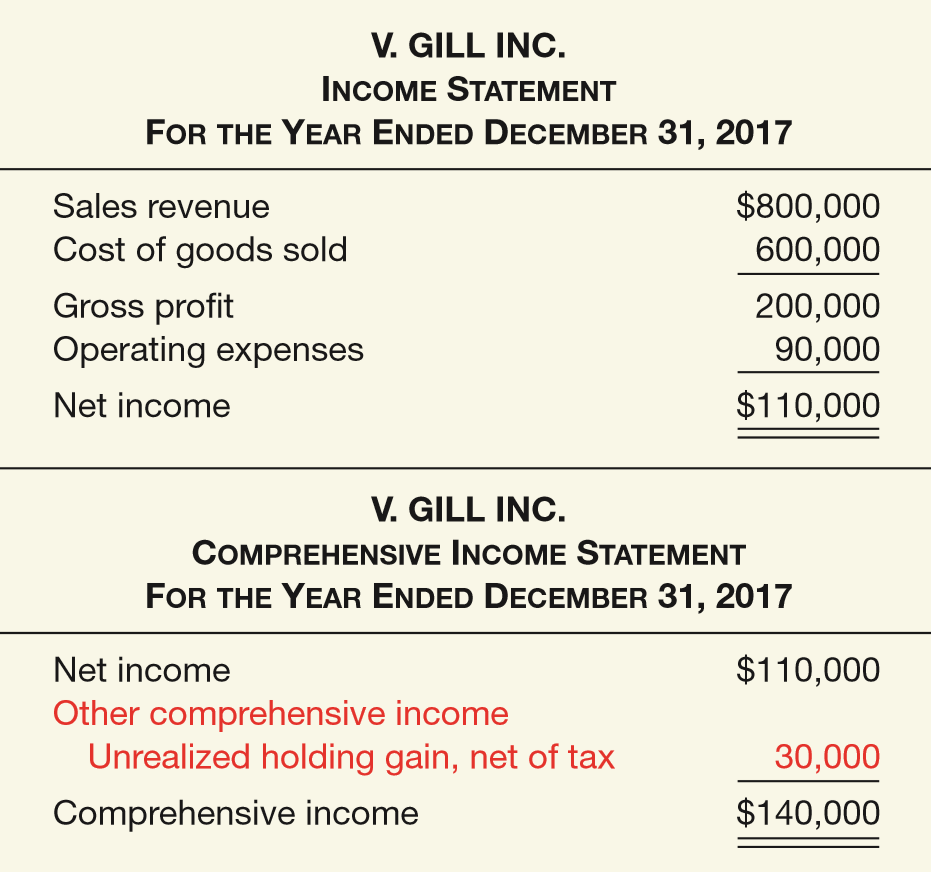 V. GILL INC.
INCOME STATEMENT
FOR THE YEAR ENDED DECEMBER 31, 2017
Sales revenue $800,000
Cost of goods sold 600,000
Gross profit 200,000
Operating expenses 90,000
Net income $110,000
V. GILL INC.
COMPREHENSIVE INCOME STATEMENT
FOR THE YEAR ENDED DECEMBER 31, 2017
Net income $110,000
Other comprehensive income
Unrealized holding gain, net of tax 30,000
Comprehensive income $140,000